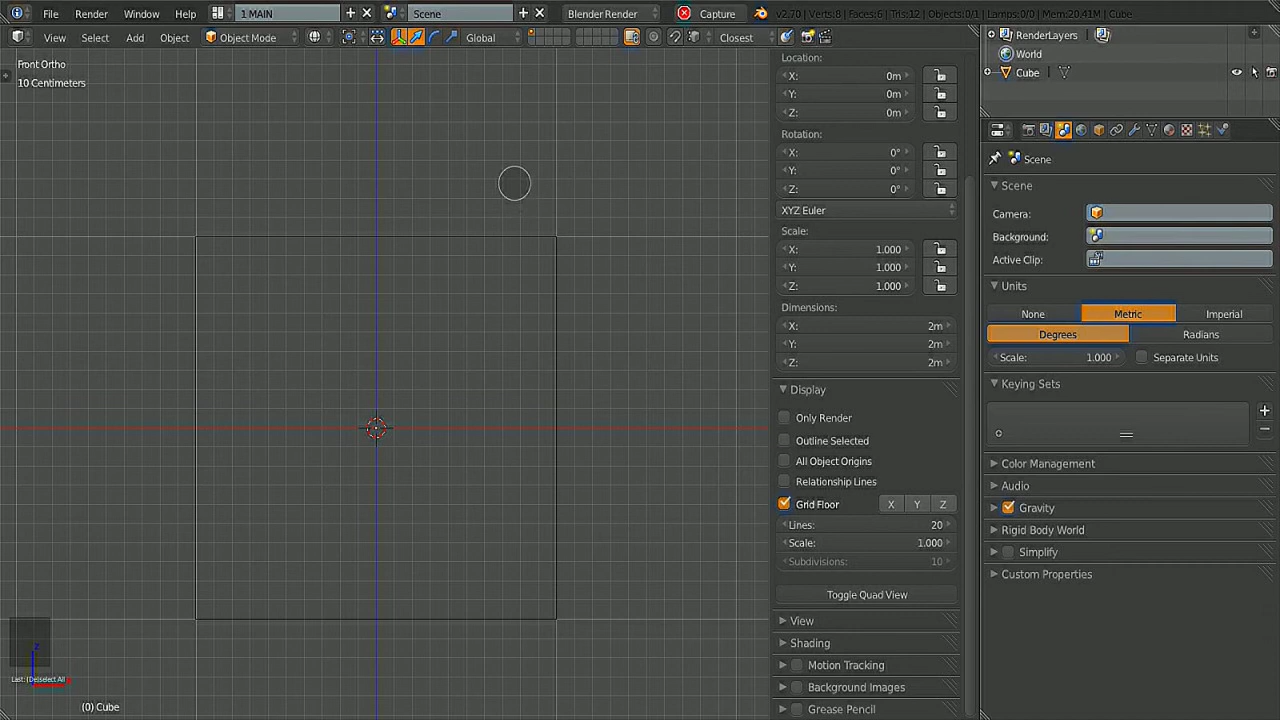 File Render Window Help 1 MAIN Scene Blender Render Capture v2.70 | Verts:8 | Faces:6 | Tris:12 | Objects:0/1 | Lamps:0/0 | Mem:20.41M | Cube
View Select Add Object Object Mode Global Closest
Front Ortho
10 Centimeters
Location:
X: 0m
Y: 0m
Z: 0m
Rotation:
X: 0°
Y: 0°
Z: 0°
XYZ Euler
Scale:
X: 1.000
Y: 1.000
Z: 1.000
Dimensions:
X: 2m
Y: 2m
Z: 2m
Display
Only Render
Outline Selected
All Object Origins
Relationship Lines
Grid Floor X Y Z
Lines: 20
Scale: 1.000
Subdivisions: 10
Toggle Quad View
View
Shading
Motion Tracking
Background Images
Grease Pencil
RenderLayers
World
Cube
Scene
Scene
Camera:
Background:
Active Clip:
Units
None Metric Imperial
Degrees Radians
Scale: 1.000 Separate Units
Keying Sets
Color Management
Audio
Gravity
Rigid Body World
Simplify
Custom Properties
z
Last: (De)select All
(0) Cube